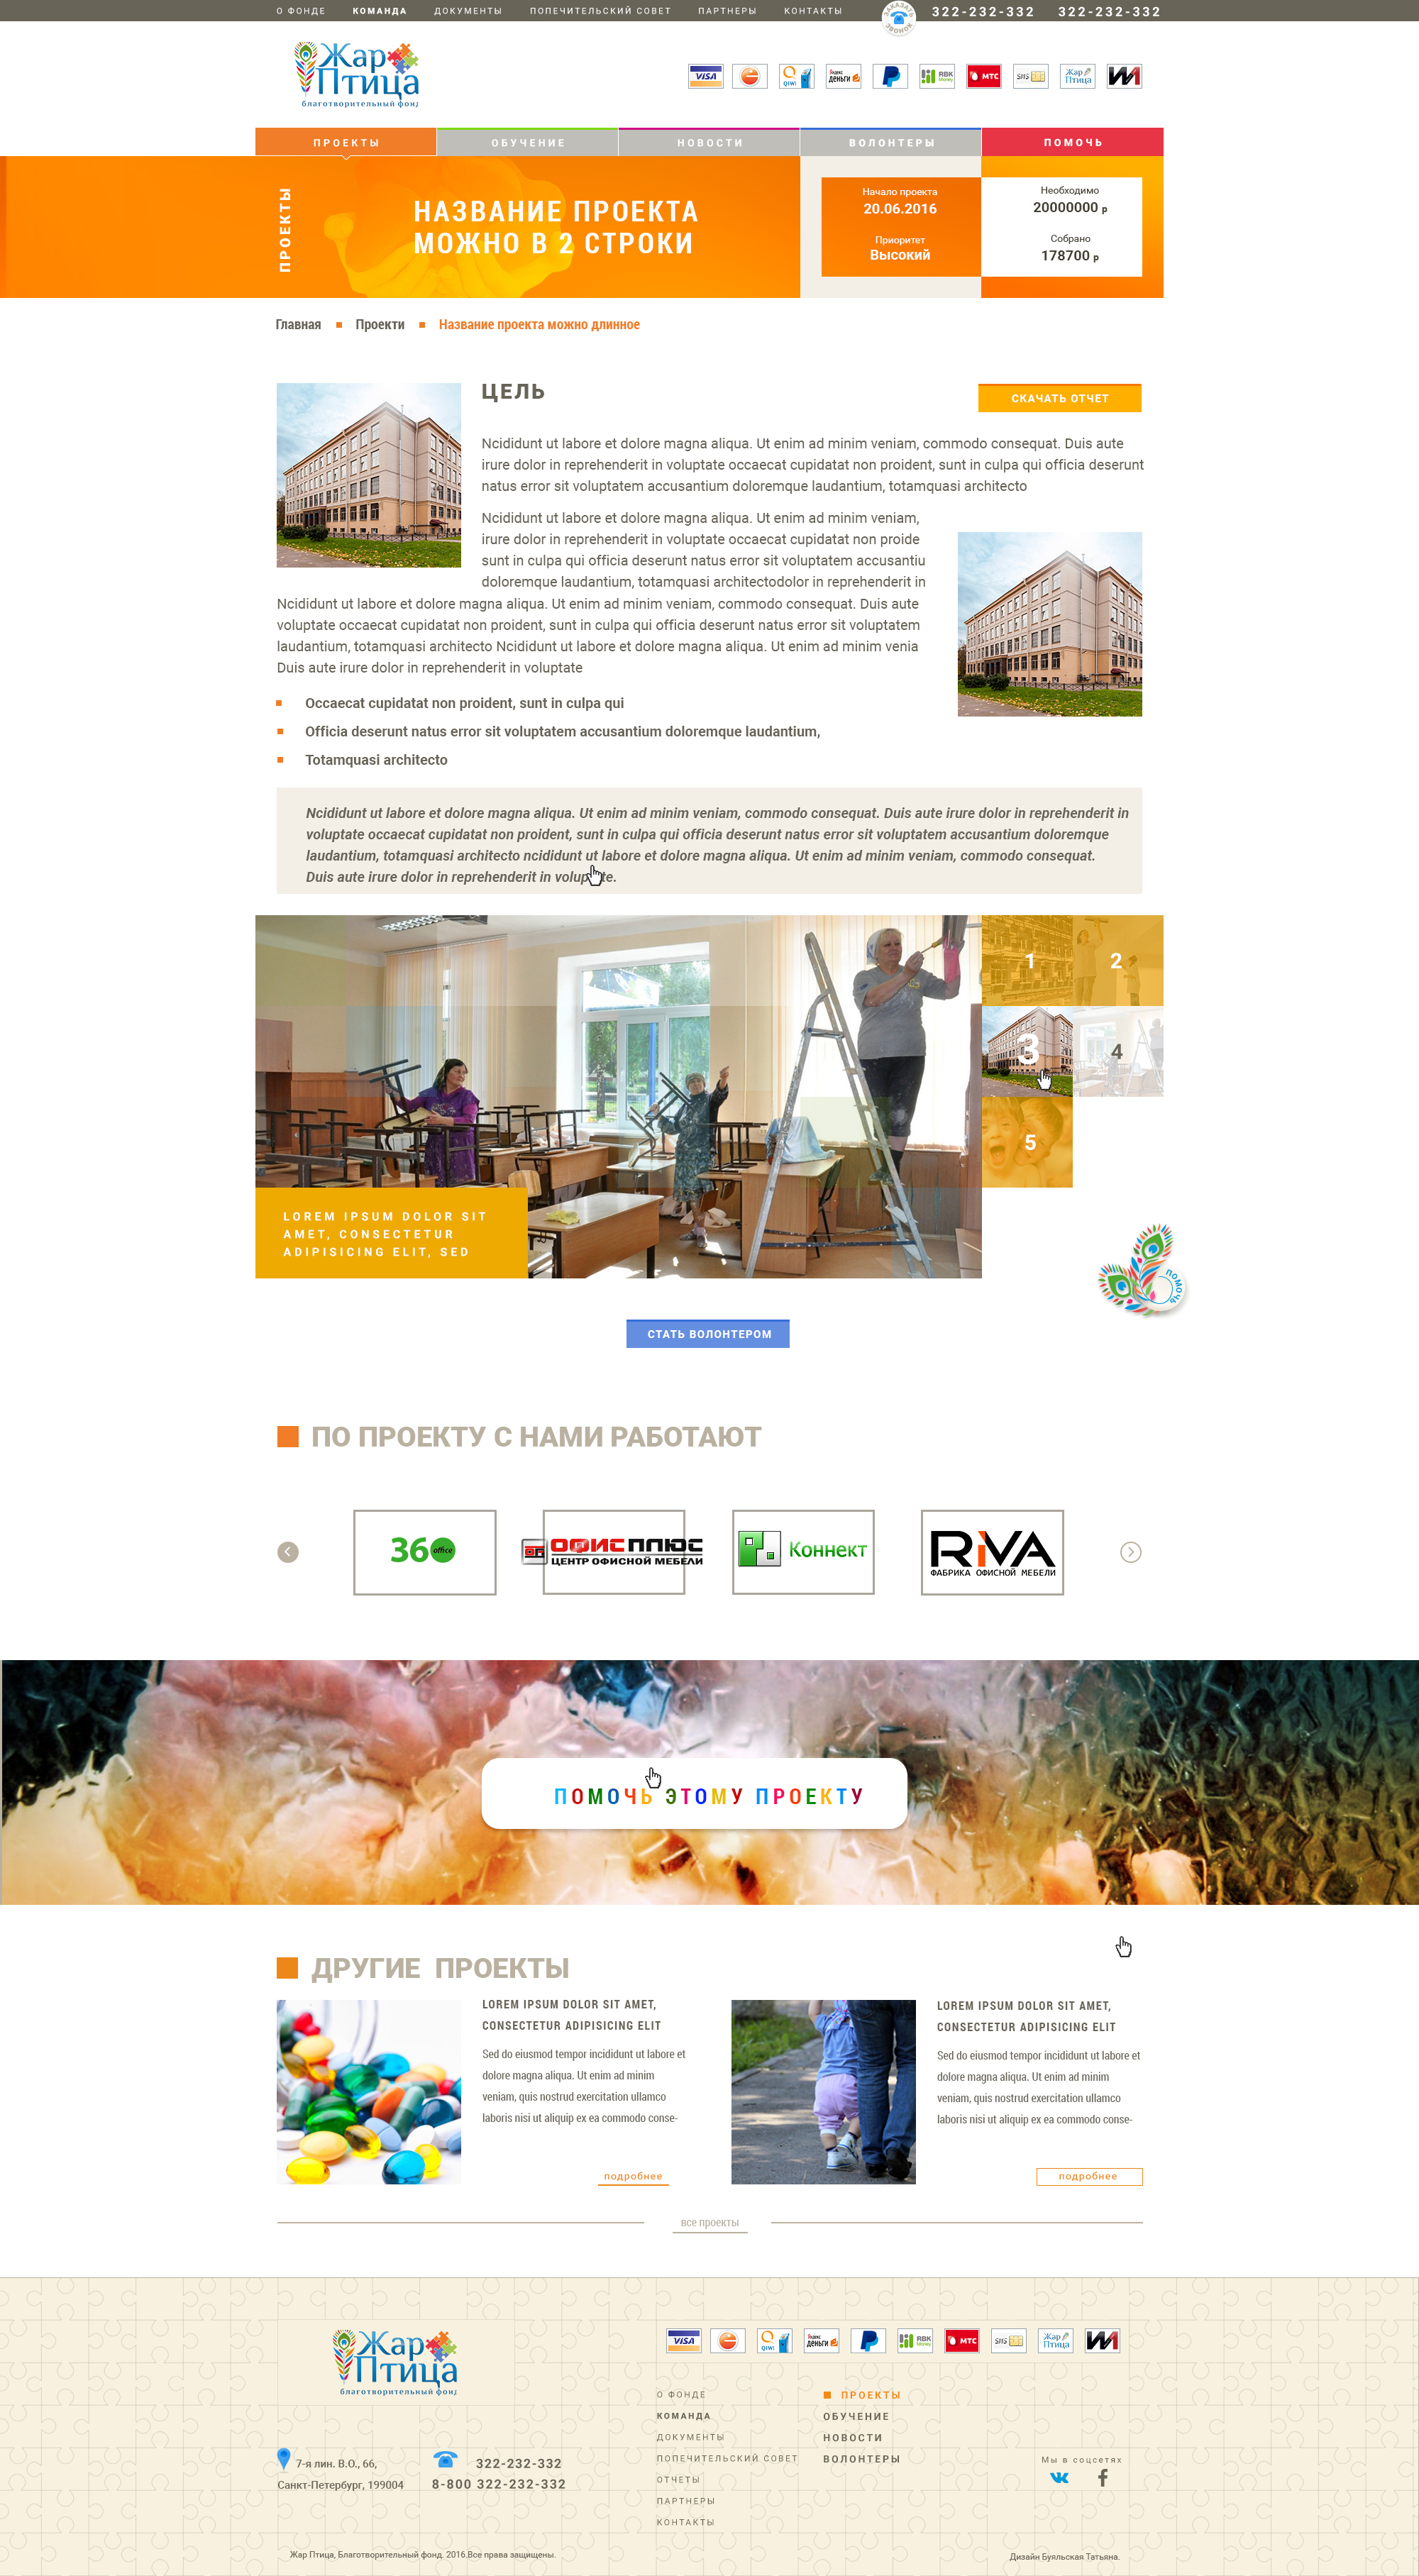 О ФОНДЕ КОМАНДА ДОКУМЕНТЫ ПОПЕЧИТЕЛЬСКИЙ СОВЕТ ПАРТНЕРЫ КОНТАКТЫ ЗАКАЗАТЬ ЗВОНОК 322-232-332 322-232-332
Жар
Птица
благотворительный фонд
VISA QIWI Яндекс Деньги RBK Money МТС SMS Жар Птица
ПРОЕКТЫ ОБУЧЕНИЕ НОВОСТИ ВОЛОНТЕРЫ ПОМОЧЬ
ПРОЕКТЫ
НАЗВАНИЕ ПРОЕКТА
МОЖНО В 2 СТРОКИ
Начало проекта
20.06.2016
Приоритет
Высокий
Необходимо
20000000 р
Собрано
178700 р
Главная Проекти Название проекта можно длинное
ЦЕЛЬ
СКАЧАТЬ ОТЧЕТ
Ncididunt ut labore et dolore magna aliqua. Ut enim ad minim veniam, commodo consequat. Duis aute
irure dolor in reprehenderit in voluptate occaecat cupidatat non proident, sunt in culpa qui officia deserunt
natus error sit voluptatem accusantium doloremque laudantium, totamquasi architecto
Ncididunt ut labore et dolore magna aliqua. Ut enim ad minim veniam,
irure dolor in reprehenderit in voluptate occaecat cupidatat non proide
sunt in culpa qui officia deserunt natus error sit voluptatem accusantiu
doloremque laudantium, totamquasi architectodolor in reprehenderit in
Ncididunt ut labore et dolore magna aliqua. Ut enim ad minim veniam, commodo consequat. Duis aute
voluptate occaecat cupidatat non proident, sunt in culpa qui officia deserunt natus error sit voluptatem
laudantium, totamquasi architecto Ncididunt ut labore et dolore magna aliqua. Ut enim ad minim venia
Duis aute irure dolor in reprehenderit in voluptate
Occaecat cupidatat non proident, sunt in culpa qui
Officia deserunt natus error sit voluptatem accusantium doloremque laudantium,
Totamquasi architecto
Ncididunt ut labore et dolore magna aliqua. Ut enim ad minim veniam, commodo consequat. Duis aute irure dolor in reprehenderit in
voluptate occaecat cupidatat non proident, sunt in culpa qui officia deserunt natus error sit voluptatem accusantium doloremque
laudantium, totamquasi architecto ncididunt ut labore et dolore magna aliqua. Ut enim ad minim veniam, commodo consequat.
Duis aute irure dolor in reprehenderit in voluptate.
1 2
3 4
5
LOREM IPSUM DOLOR SIT
AMET, CONSECTETUR
ADIPISICING ELIT, SED
ПОМОЧЬ
СТАТЬ ВОЛОНТЕРОМ
ПО ПРОЕКТУ С НАМИ РАБОТАЮТ
360 office
ОФИС ПЛЮС
ЦЕНТР ОФИСНОЙ МЕБЕЛИ
Коннект
RIVA
ФАБРИКА ОФИСНОЙ МЕБЕЛИ
ПОМОЧЬ ЭТОМУ ПРОЕКТУ
ДРУГИЕ ПРОЕКТЫ
LOREM IPSUM DOLOR SIT AMET,
CONSECTETUR ADIPISICING ELIT
Sed do eiusmod tempor incididunt ut labore et
dolore magna aliqua. Ut enim ad minim
veniam, quis nostrud exercitation ullamco
laboris nisi ut aliquip ex ea commodo conse-
подробнее
LOREM IPSUM DOLOR SIT AMET,
CONSECTETUR ADIPISICING ELIT
Sed do eiusmod tempor incididunt ut labore et
dolore magna aliqua. Ut enim ad minim
veniam, quis nostrud exercitation ullamco
laboris nisi ut aliquip ex ea commodo conse-
подробнее
все проекты
Жар
Птица
благотворительный фонд
VISA QIWI Яндекс Деньги RBK Money МТС SMS Жар Птица
7-я лин. В.О., 66,
Санкт-Петербург, 199004
322-232-332
8-800 322-232-332
О ФОНДЕ
КОМАНДА
ДОКУМЕНТЫ
ПОПЕЧИТЕЛЬСКИЙ СОВЕТ
ОТЧЕТЫ
ПАРТНЕРЫ
КОНТАКТЫ
ПРОЕКТЫ
ОБУЧЕНИЕ
НОВОСТИ
ВОЛОНТЕРЫ
Мы в соцсетях
Жар Птица, Благотворительный фонд. 2016.Все права защищены.
Дизайн Буяльская Татьяна.